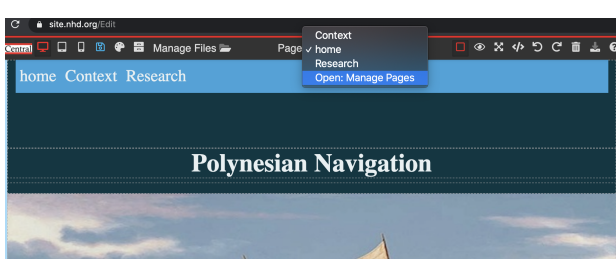 site.nhd.org/Edit
Context
Central Manage Files Page ✓ home
Research
Open: Manage Pages
home Context Research
Polynesian Navigation